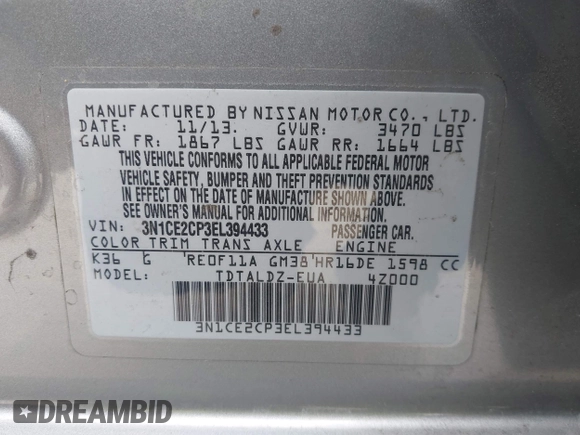 MANUFACTURED BY NISSAN MOTOR CO., LTD.
DATE: 11/13. GVWR: 3470 LBS
GAWR FR: 1867 LBS GAWR RR: 1664 LBS
THIS VEHICLE CONFORMS TO ALL APPLICABLE FEDERAL MOTOR
VEHICLE SAFETY, BUMPER AND THEFT PREVENTION STANDARDS
IN EFFECT ON THE DATE OF MANUFACTURE SHOWN ABOVE.
SEE OWNER'S MANUAL FOR ADDITIONAL INFORMATION.
VIN: 3N1CE2CP3EL394433 PASSENGER CAR.
COLOR TRIM TRANS AXLE ENGINE
K36 G 'RE0F11A GM38'HR16DE 1598 CC
MODEL: TDTALDZ-EUA 4Z000
3N1CE2CP3EL394433
DREAMBID